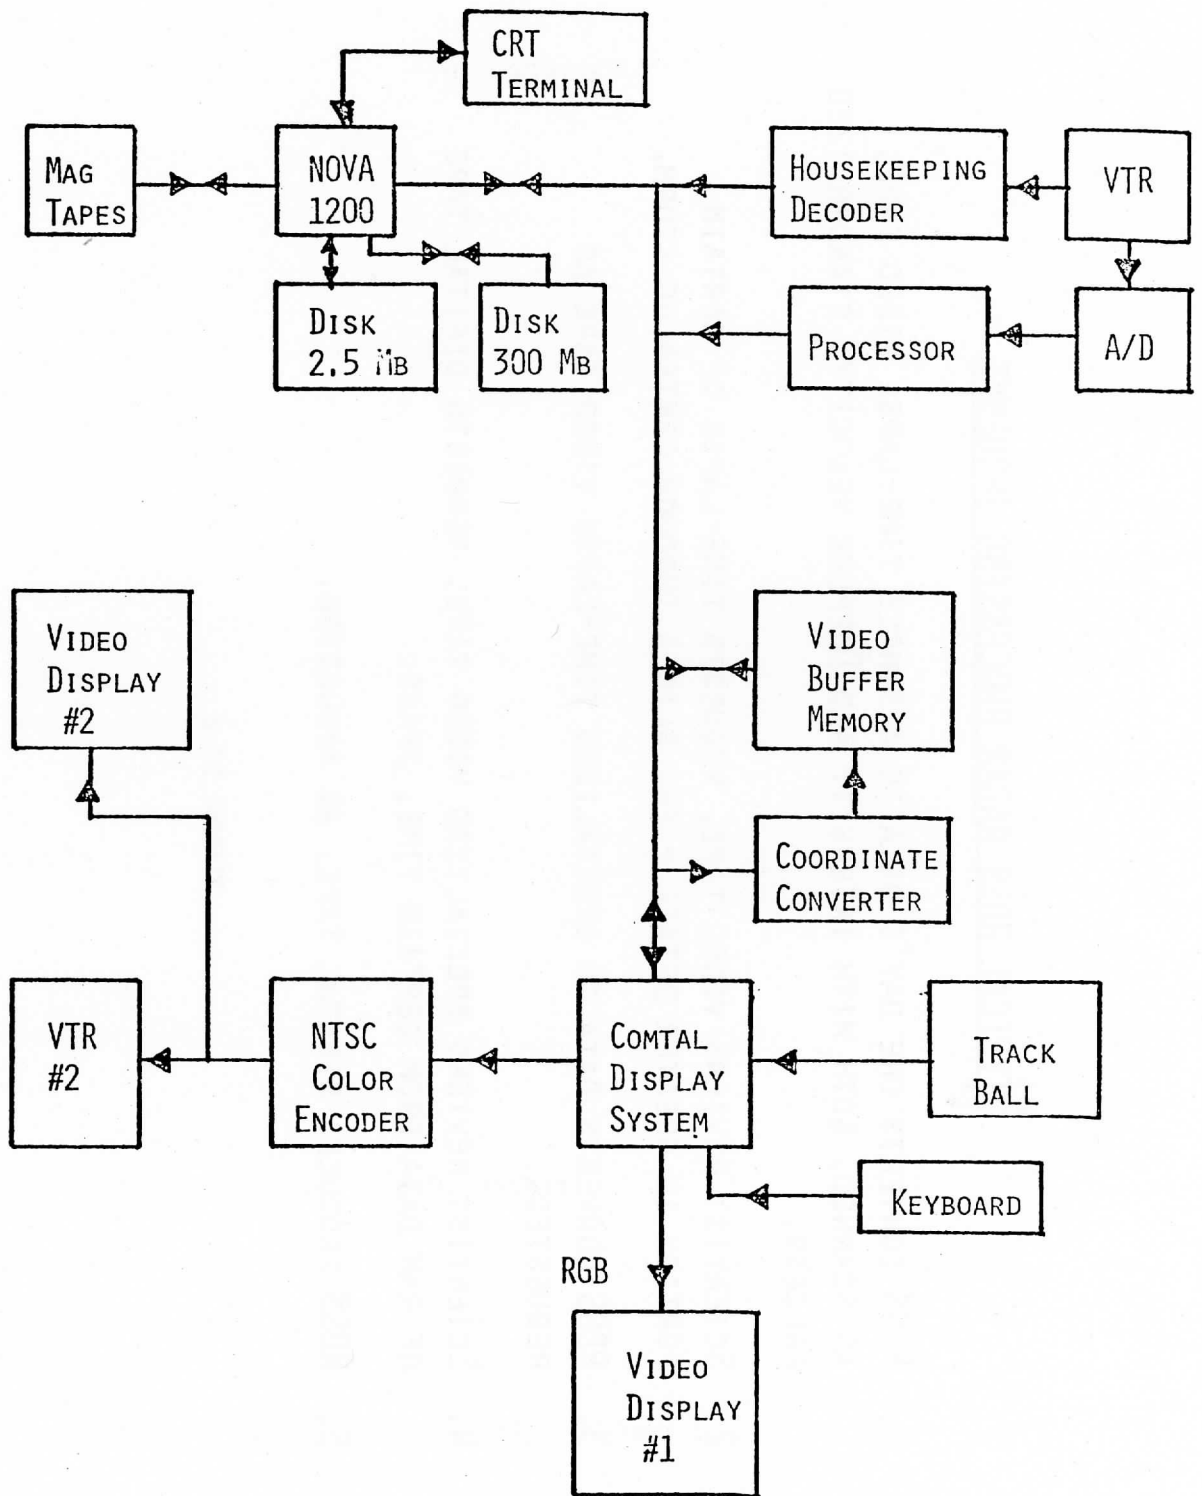 CRT
TERMINAL
MAG
TAPES
NOVA
1200
HOUSEKEEPING
DECODER
VTR
DISK
2.5 MB
DISK
300 MB
PROCESSOR
A/D
VIDEO
DISPLAY
#2
VIDEO
BUFFER
MEMORY
COORDINATE
CONVERTER
VTR
#2
NTSC
COLOR
ENCODER
COMTAL
DISPLAY
SYSTEM
TRACK
BALL
KEYBOARD
RGB
VIDEO
DISPLAY
#1